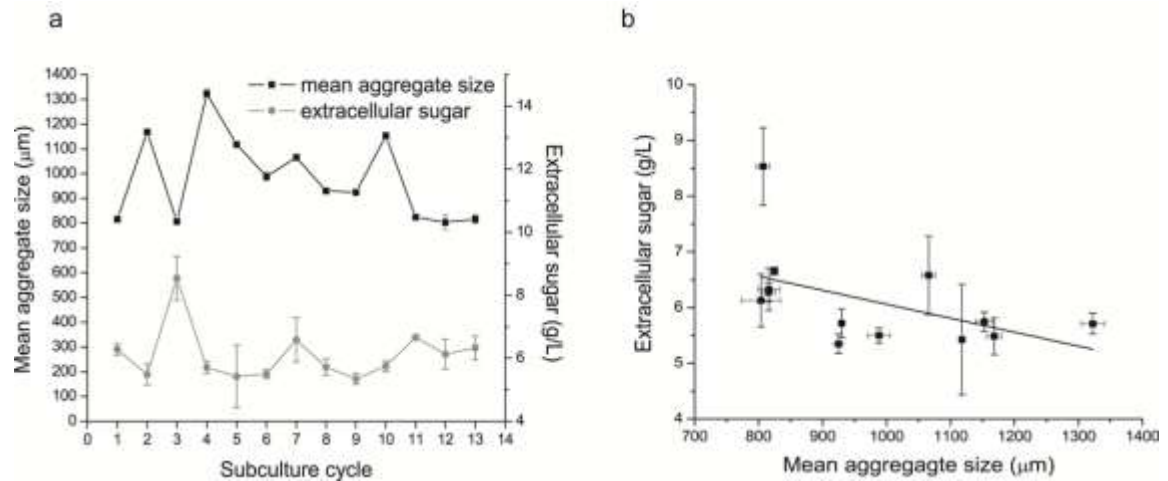 a
b
mean aggregate size
extracellular sugar
Mean aggregate size (μm)
1400
1300
1200
1100
1000
900
800
700
600
500
400
300
200
100
0
14
12
10
8
6
4
Extracellular sugar (g/L)
0 1 2 3 4 5 6 7 8 9 10 11 12 13 14
Subculture cycle
Extracellular sugar (g/L)
10
9
8
7
6
5
4
700 800 900 1000 1100 1200 1300 1400
Mean aggregagte size (μm)